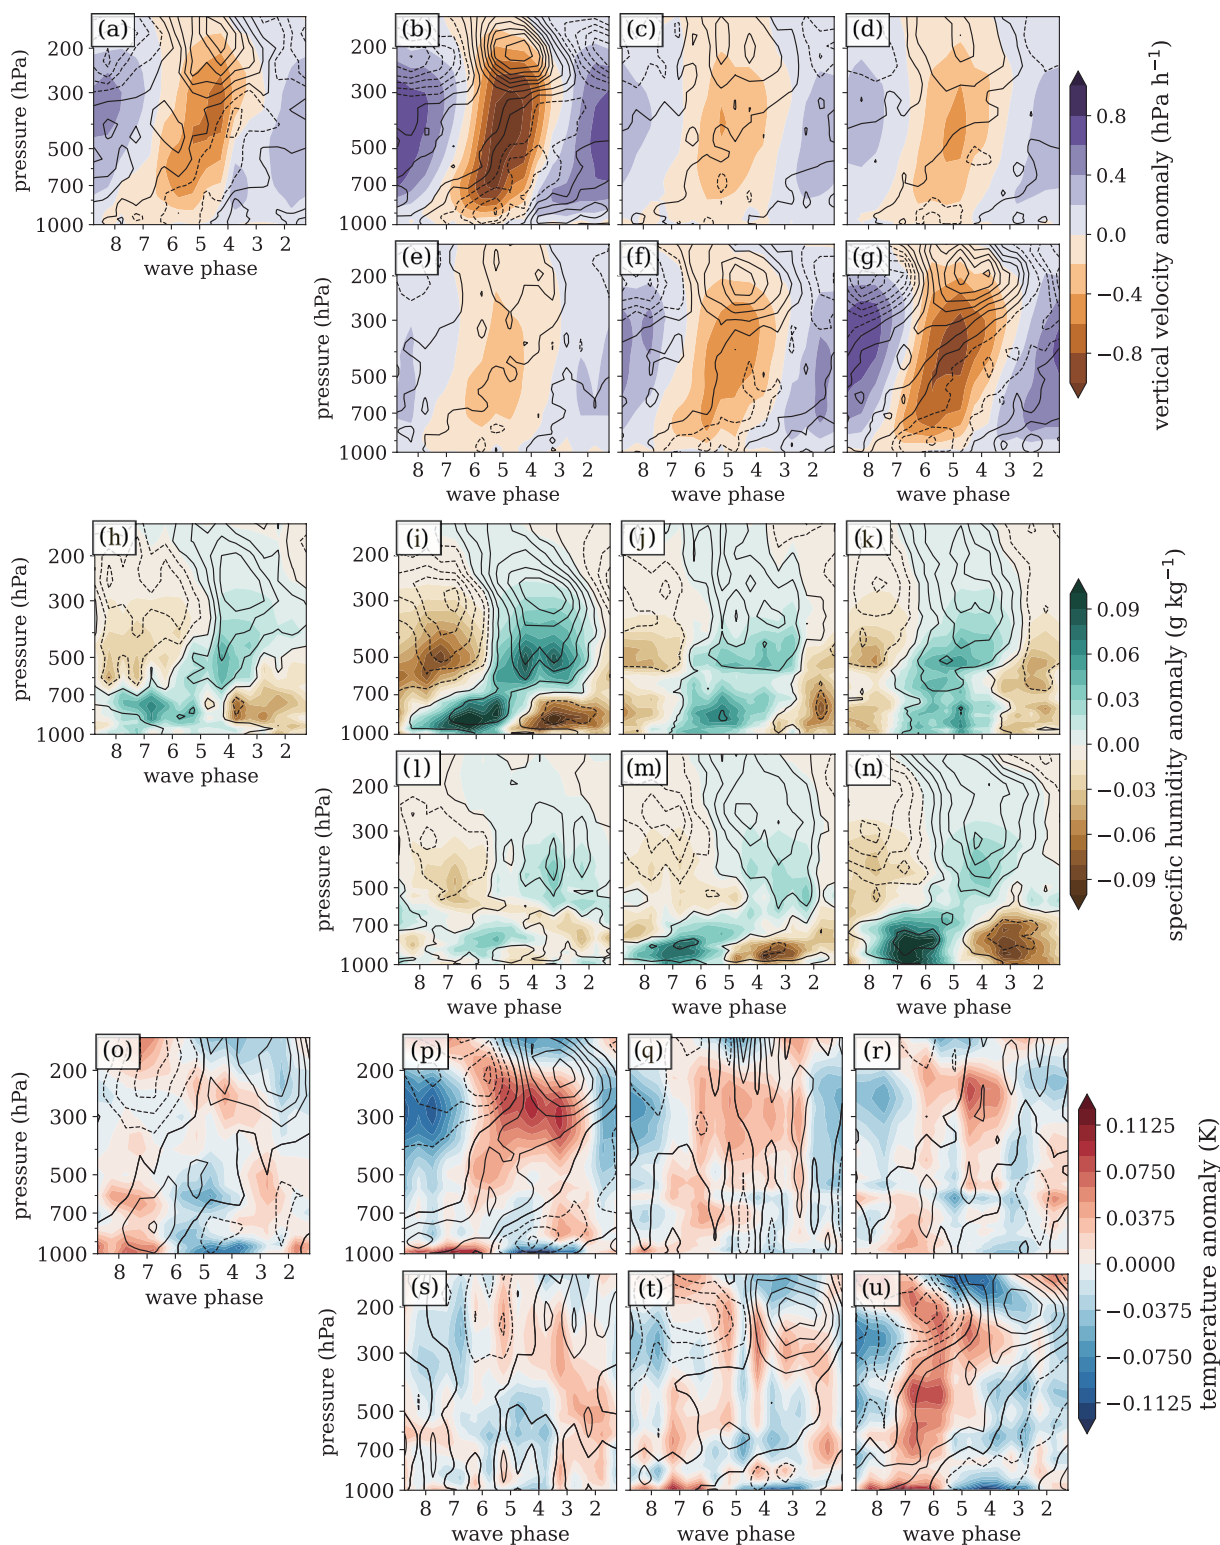 (a) (b) (c) (d)
200
300
500
700
1000
pressure (hPa)
8 7 6 5 4 3 2
wave phase
(e) (f) (g)
200
300
500
700
1000
pressure (hPa)
8 7 6 5 4 3 2 8 7 6 5 4 3 2 8 7 6 5 4 3 2
wave phase wave phase wave phase
0.8
0.4
0.0
−0.4
−0.8
vertical velocity anomaly (hPa h⁻¹)
(h) (i) (j) (k)
200
300
500
700
1000
pressure (hPa)
8 7 6 5 4 3 2
wave phase
(l) (m) (n)
200
300
500
700
1000
pressure (hPa)
8 7 6 5 4 3 2 8 7 6 5 4 3 2 8 7 6 5 4 3 2
wave phase wave phase wave phase
0.09
0.06
0.03
0.00
−0.03
−0.06
−0.09
specific humidity anomaly (g kg⁻¹)
(o) (p) (q) (r)
200
300
500
700
1000
pressure (hPa)
8 7 6 5 4 3 2
wave phase
(s) (t) (u)
200
300
500
700
1000
pressure (hPa)
8 7 6 5 4 3 2 8 7 6 5 4 3 2 8 7 6 5 4 3 2
wave phase wave phase wave phase
0.1125
0.0750
0.0375
0.0000
−0.0375
−0.0750
−0.1125
temperature anomaly (K)